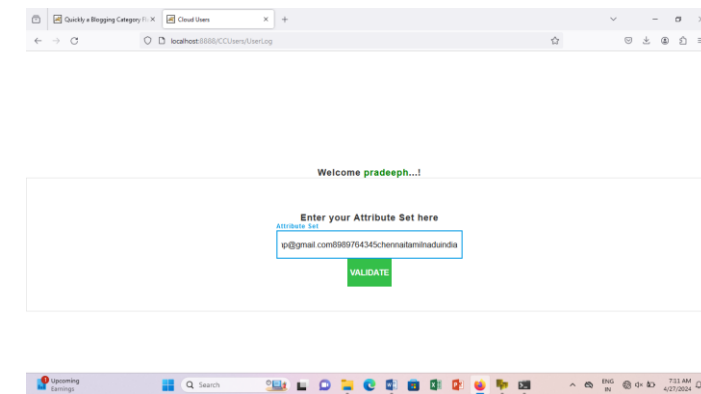 Quickly a Blogging Category
Cloud Users
localhost:8888/CCUsers/UserLog
Welcome pradeeph...!
Enter your Attribute Set here
Attribute Set
ıp@gmail.com8989764345chennaitamilnaduindia
VALIDATE
Upcoming
Earnings
Search
ENG
IN
7:11 AM
4/27/2024